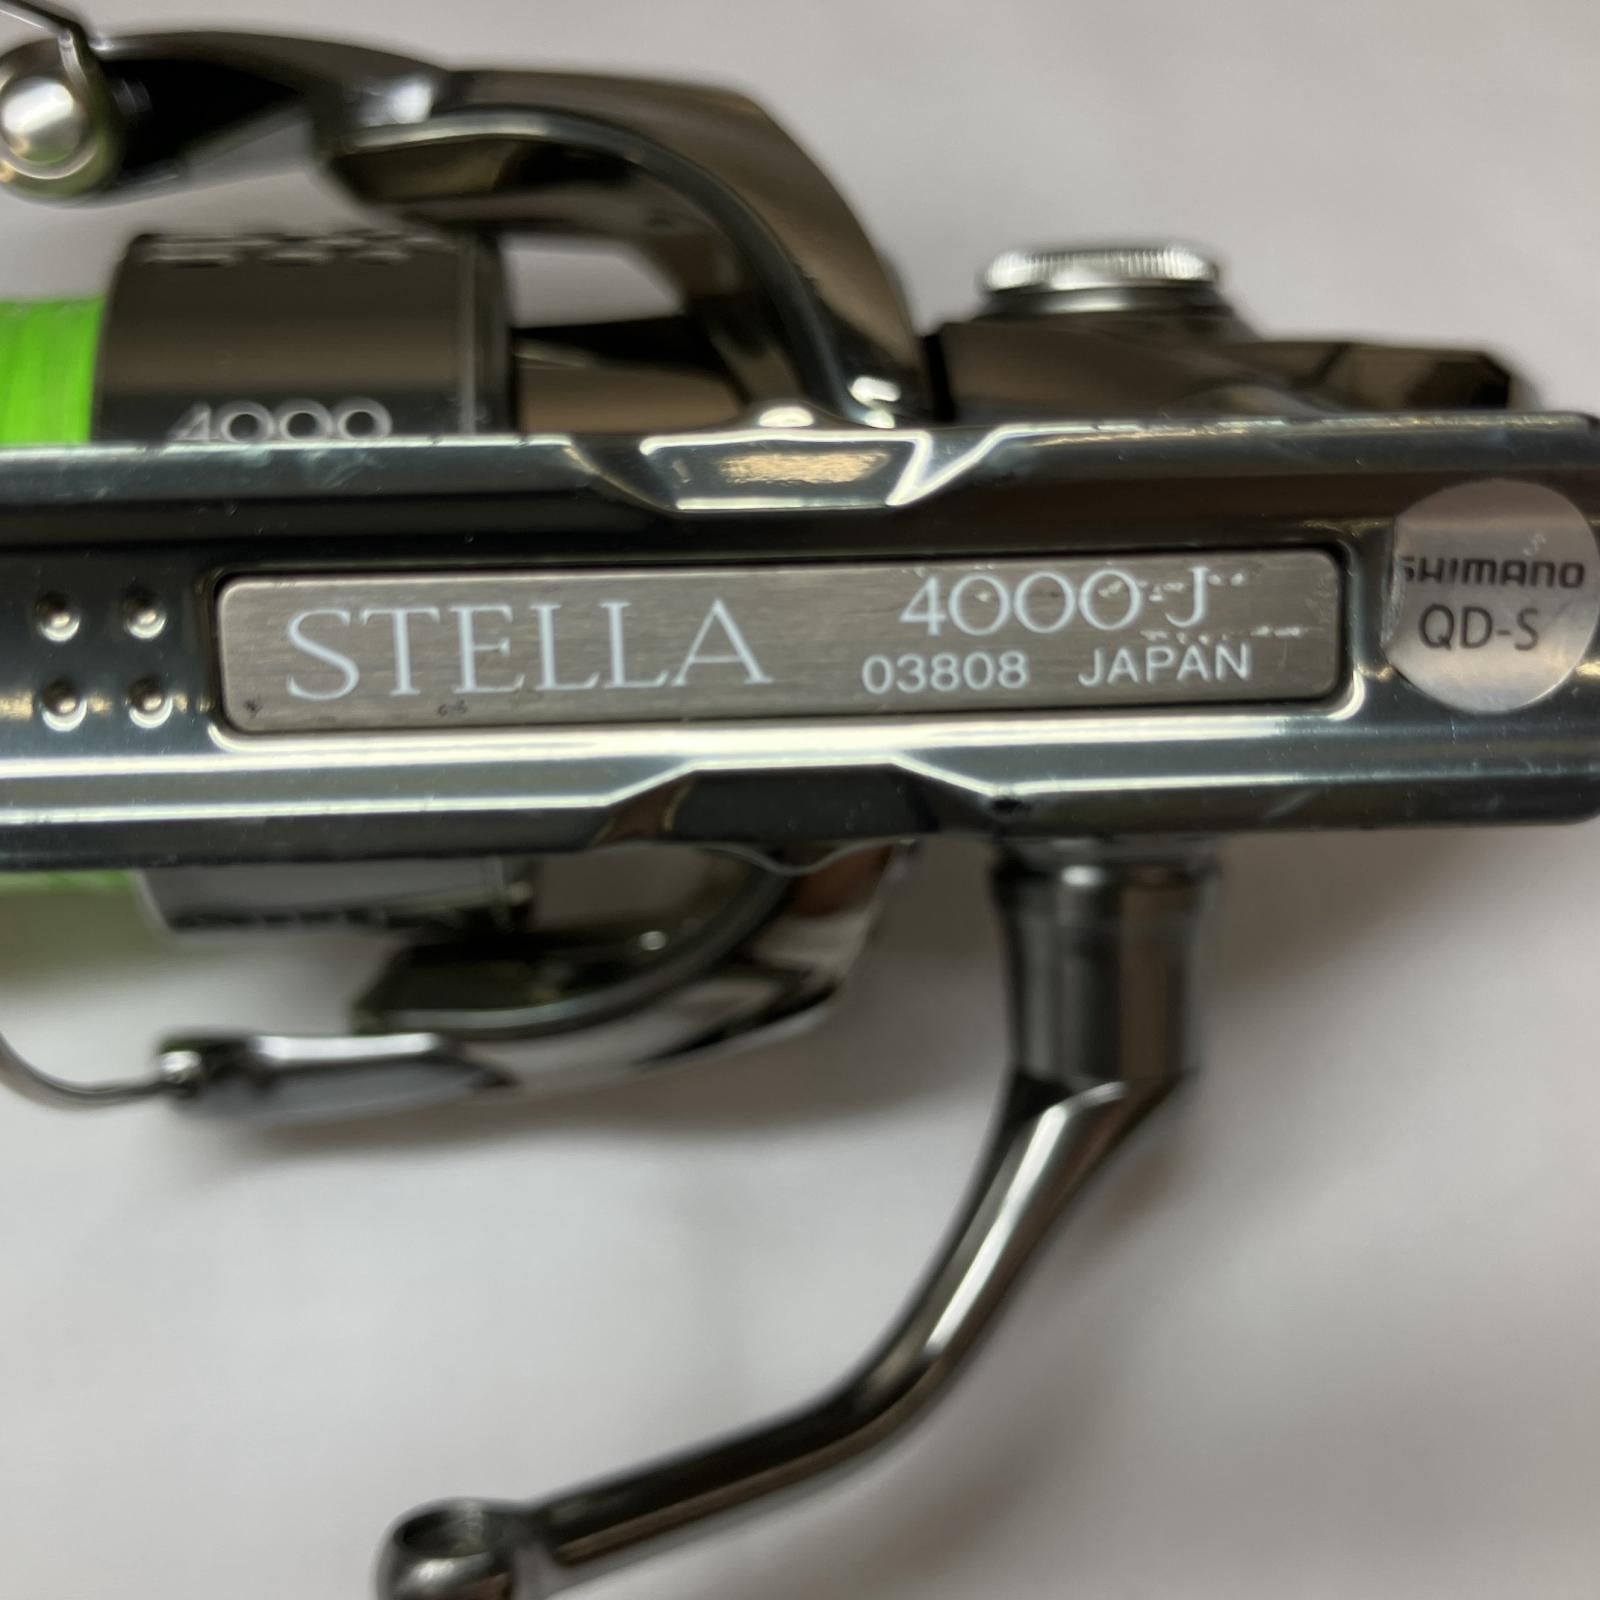 4000
STELLA 4000-J
03808 JAPAN
SHIMANO
QD-S